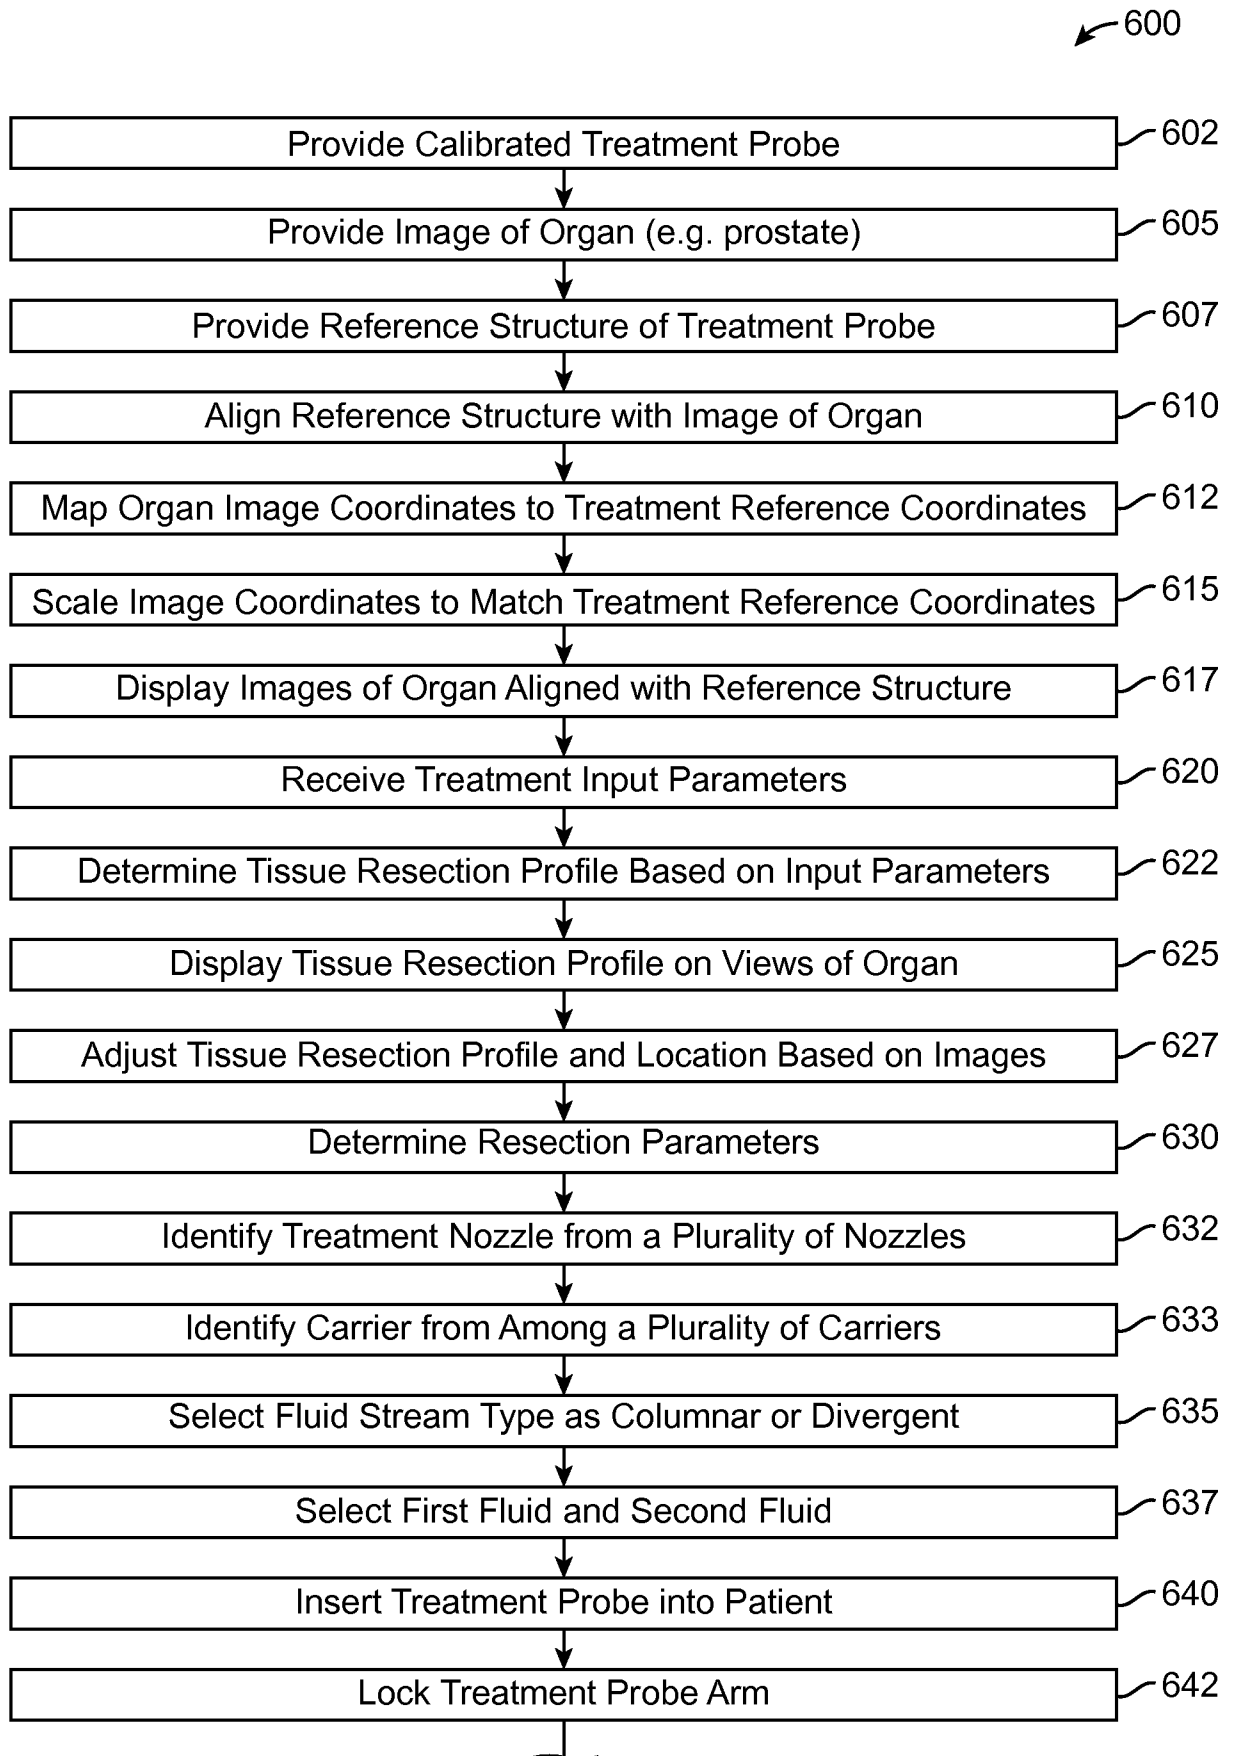 600
Provide Calibrated Treatment Probe 602
Provide Image of Organ (e.g. prostate) 605
Provide Reference Structure of Treatment Probe 607
Align Reference Structure with Image of Organ 610
Map Organ Image Coordinates to Treatment Reference Coordinates 612
Scale Image Coordinates to Match Treatment Reference Coordinates 615
Display Images of Organ Aligned with Reference Structure 617
Receive Treatment Input Parameters 620
Determine Tissue Resection Profile Based on Input Parameters 622
Display Tissue Resection Profile on Views of Organ 625
Adjust Tissue Resection Profile and Location Based on Images 627
Determine Resection Parameters 630
Identify Treatment Nozzle from a Plurality of Nozzles 632
Identify Carrier from Among a Plurality of Carriers 633
Select Fluid Stream Type as Columnar or Divergent 635
Select First Fluid and Second Fluid 637
Insert Treatment Probe into Patient 640
Lock Treatment Probe Arm 642